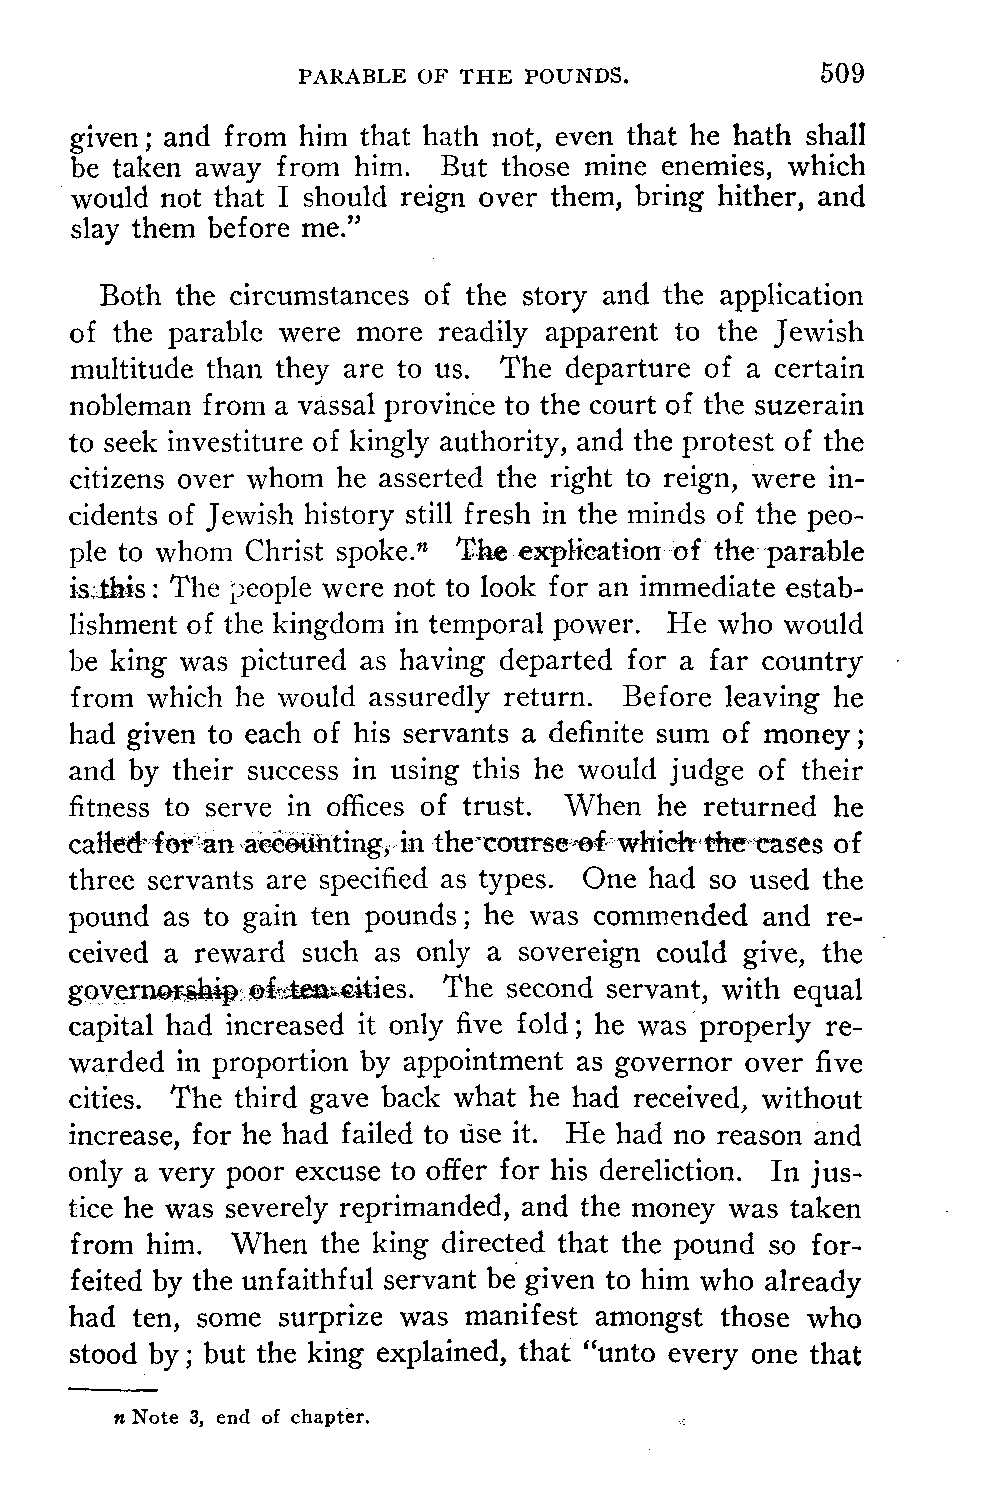 PARABLE OF THE POUNDS. 509
given; and from him that hath not, even that he hath shall
be taken away from him. But those mine enemies, which
would not that I should reign over them, bring hither, and
slay them before me."
Both the circumstances of the story and the application
of the parable were more readily apparent to the Jewish
multitude than they are to us. The departure of a certain
nobleman from a vassal province to the court of the suzerain
to seek investiture of kingly authority, and the protest of the
citizens over whom he asserted the right to reign, were in-
cidents of Jewish history still fresh in the minds of the peo-
ple to whom Christ spoke.n The explication of the parable
is this: The people were not to look for an immediate estab-
lishment of the kingdom in temporal power. He who would
be king was pictured as having departed for a far country
from which he would assuredly return. Before leaving he
had given to each of his servants a definite sum of money;
and by their success in using this he would judge of their
fitness to serve in offices of trust. When he returned he
called for an accounting, in the course of which the cases of
three servants are specified as types. One had so used the
pound as to gain ten pounds; he was commended and re-
ceived a reward such as only a sovereign could give, the
governorship of ten cities. The second servant, with equal
capital had increased it only five fold; he was properly re-
warded in proportion by appointment as governor over five
cities. The third gave back what he had received, without
increase, for he had failed to use it. He had no reason and
only a very poor excuse to offer for his dereliction. In jus-
tice he was severely reprimanded, and the money was taken
from him. When the king directed that the pound so for-
feited by the unfaithful servant be given to him who already
had ten, some surprize was manifest amongst those who
stood by; but the king explained, that "unto every one that
n Note 3, end of chapter.